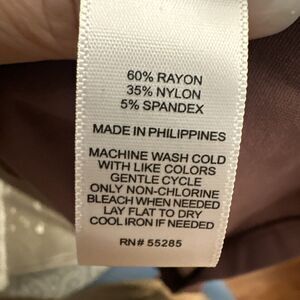 60% RAYON
35% NYLON
5% SPANDEX
MADE IN PHILIPPINES
MACHINE WASH COLD
WITH LIKE COLORS
GENTLE CYCLE
ONLY NON-CHLORINE
BLEACH WHEN NEEDED
LAY FLAT TO DRY
COOL IRON IF NEEDED
RN# 55285